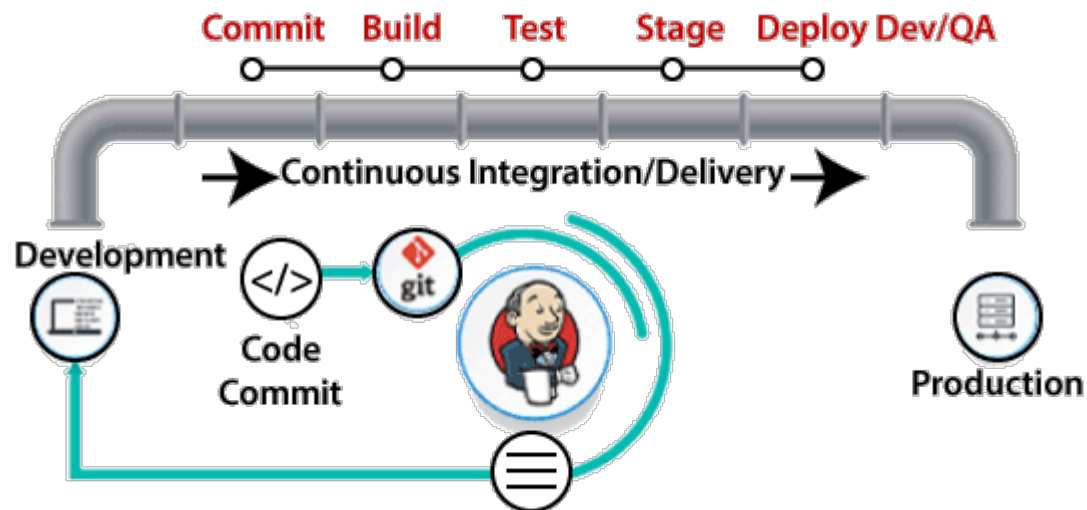 Commit Build Test Stage Deploy Dev/QA
Continuous Integration/Delivery
Development
</>
git
Code
Commit
Production